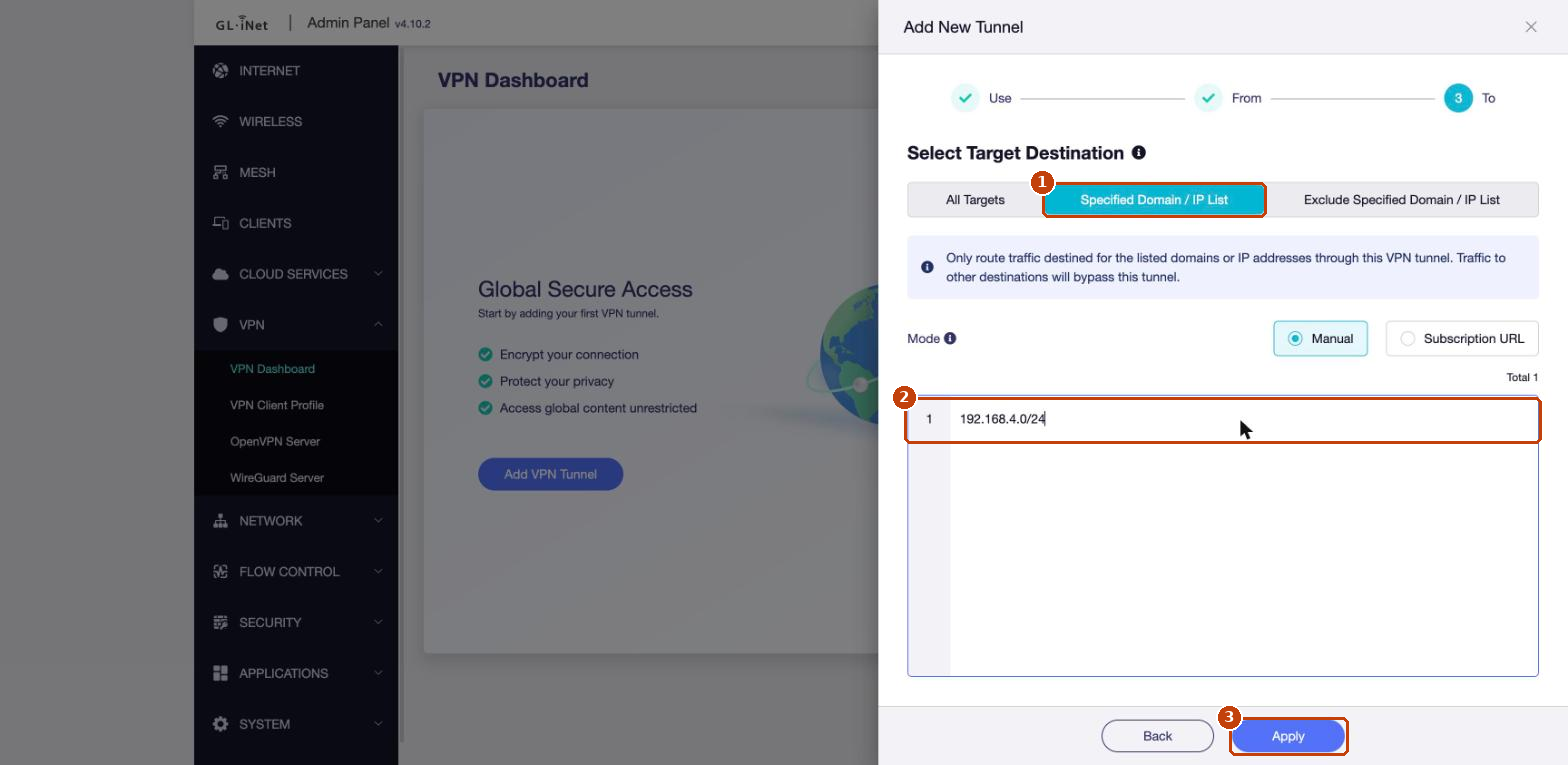 GL·iNet
Admin Panel v4.10.2
INTERNET
WIRELESS
MESH
CLIENTS
CLOUD SERVICES
VPN
VPN Dashboard
VPN Client Profile
OpenVPN Server
WireGuard Server
NETWORK
FLOW CONTROL
SECURITY
APPLICATIONS
SYSTEM
VPN Dashboard
Global Secure Access
Start by adding your first VPN tunnel.
Encrypt your connection
Protect your privacy
Access global content unrestricted
Add VPN Tunnel
Add New Tunnel
Use From 3 To
Select Target Destination
1
All Targets Specified Domain / IP List Exclude Specified Domain / IP List
Only route traffic destined for the listed domains or IP addresses through this VPN tunnel. Traffic to
other destinations will bypass this tunnel.
Mode Manual Subscription URL
Total 1
2
1 192.168.4.0/24
3
Back Apply